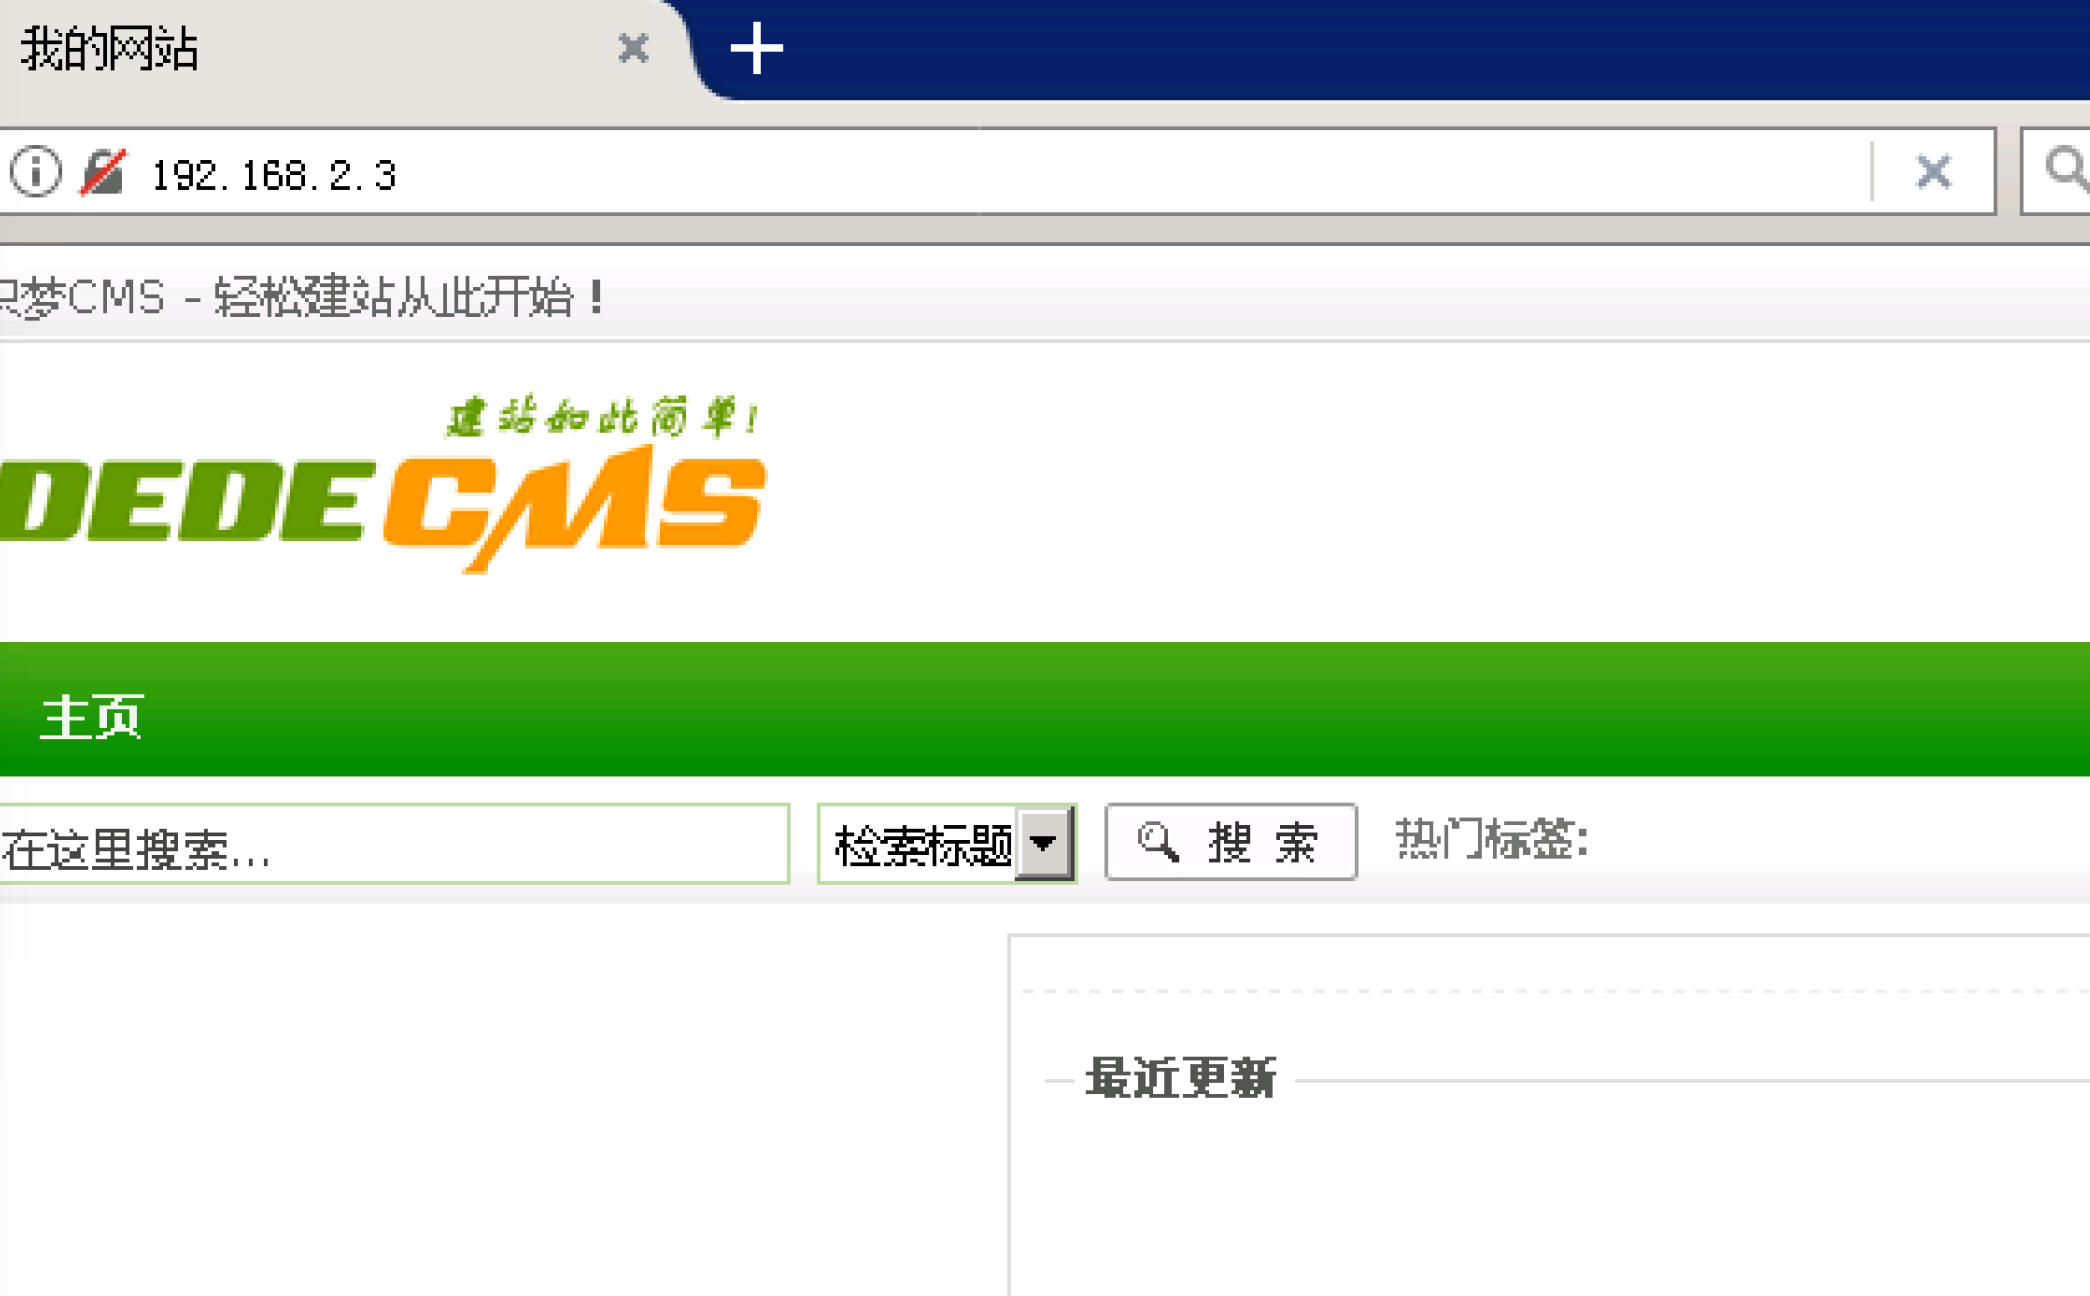 我的网站
192.168.2.3
织梦CMS - 轻松建站从此开始！
建站如此简单!
DEDECMS
主页
在这里搜索... 检索标题 搜 索 热门标签:
最近更新